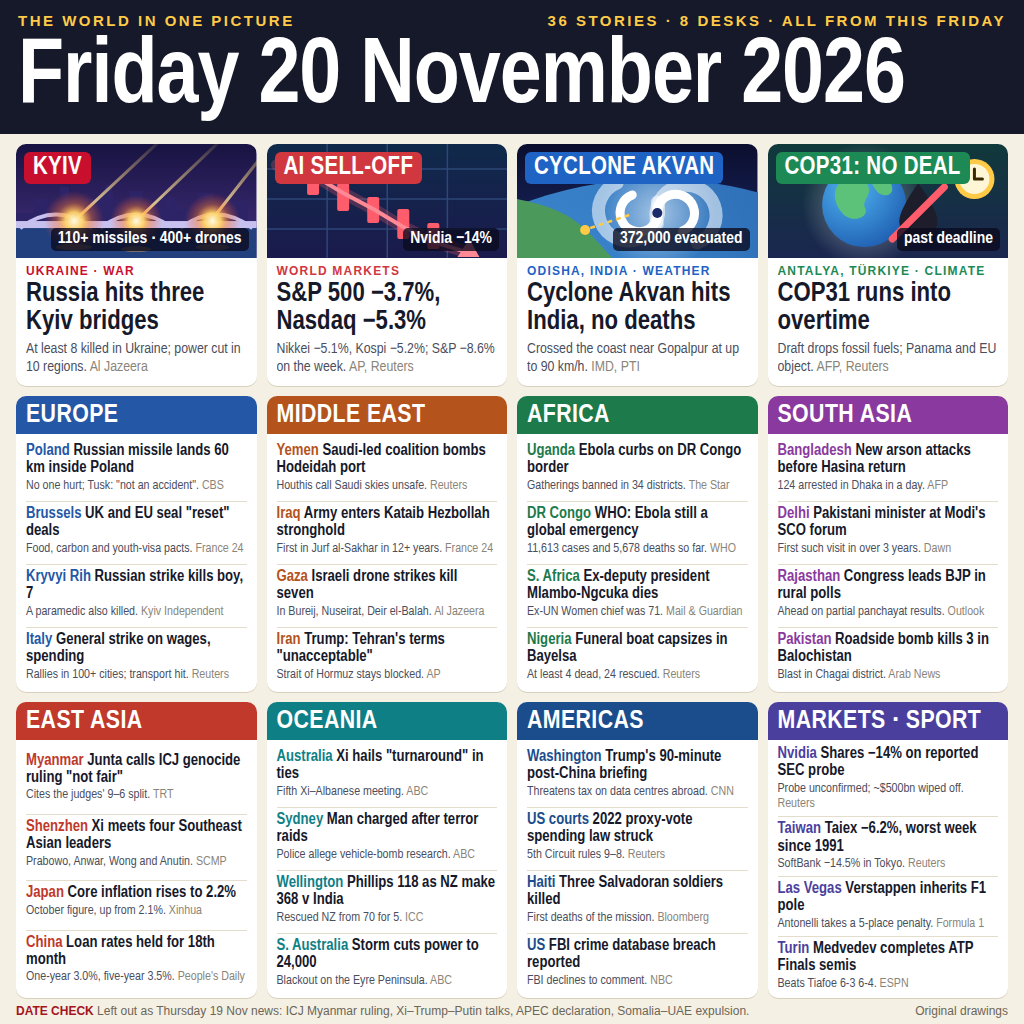 THE WORLD IN ONE PICTURE
36 STORIES · 8 DESKS · ALL FROM THIS FRIDAY
Friday 20 November 2026
KYIV
110+ missiles · 400+ drones
UKRAINE · WAR
Russia hits three
Kyiv bridges
At least 8 killed in Ukraine; power cut in
10 regions. Al Jazeera
AI SELL-OFF
Nvidia −14%
WORLD MARKETS
S&P 500 −3.7%,
Nasdaq −5.3%
Nikkei −5.1%, Kospi −5.2%; S&P −8.6%
on the week. AP, Reuters
CYCLONE AKVAN
372,000 evacuated
ODISHA, INDIA · WEATHER
Cyclone Akvan hits
India, no deaths
Crossed the coast near Gopalpur at up
to 90 km/h. IMD, PTI
COP31: NO DEAL
past deadline
ANTALYA, TÜRKIYE · CLIMATE
COP31 runs into
overtime
Draft drops fossil fuels; Panama and EU
object. AFP, Reuters
EUROPE
Poland Russian missile lands 60
km inside Poland
No one hurt; Tusk: "not an accident". CBS
Brussels UK and EU seal "reset"
deals
Food, carbon and youth-visa pacts. France 24
Kryvyi Rih Russian strike kills boy,
7
A paramedic also killed. Kyiv Independent
Italy General strike on wages,
spending
Rallies in 100+ cities; transport hit. Reuters
MIDDLE EAST
Yemen Saudi-led coalition bombs
Hodeidah port
Houthis call Saudi skies unsafe. Reuters
Iraq Army enters Kataib Hezbollah
stronghold
First in Jurf al-Sakhar in 12+ years. France 24
Gaza Israeli drone strikes kill
seven
In Bureij, Nuseirat, Deir el-Balah. Al Jazeera
Iran Trump: Tehran's terms
"unacceptable"
Strait of Hormuz stays blocked. AP
AFRICA
Uganda Ebola curbs on DR Congo
border
Gatherings banned in 34 districts. The Star
DR Congo WHO: Ebola still a
global emergency
11,613 cases and 5,678 deaths so far. WHO
S. Africa Ex-deputy president
Mlambo-Ngcuka dies
Ex-UN Women chief was 71. Mail & Guardian
Nigeria Funeral boat capsizes in
Bayelsa
At least 4 dead, 24 rescued. Reuters
SOUTH ASIA
Bangladesh New arson attacks
before Hasina return
124 arrested in Dhaka in a day. AFP
Delhi Pakistani minister at Modi's
SCO forum
First such visit in over 3 years. Dawn
Rajasthan Congress leads BJP in
rural polls
Ahead on partial panchayat results. Outlook
Pakistan Roadside bomb kills 3 in
Balochistan
Blast in Chagai district. Arab News
EAST ASIA
Myanmar Junta calls ICJ genocide
ruling "not fair"
Cites the judges' 9–6 split. TRT
Shenzhen Xi meets four Southeast
Asian leaders
Prabowo, Anwar, Wong and Anutin. SCMP
Japan Core inflation rises to 2.2%
October figure, up from 2.1%. Xinhua
China Loan rates held for 18th
month
One-year 3.0%, five-year 3.5%. People's Daily
OCEANIA
Australia Xi hails "turnaround" in
ties
Fifth Xi–Albanese meeting. ABC
Sydney Man charged after terror
raids
Police allege vehicle-bomb research. ABC
Wellington Phillips 118 as NZ make
368 v India
Rescued NZ from 70 for 5. ICC
S. Australia Storm cuts power to
24,000
Blackout on the Eyre Peninsula. ABC
AMERICAS
Washington Trump's 90-minute
post-China briefing
Threatens tax on data centres abroad. CNN
US courts 2022 proxy-vote
spending law struck
5th Circuit rules 9–8. Reuters
Haiti Three Salvadoran soldiers
killed
First deaths of the mission. Bloomberg
US FBI crime database breach
reported
FBI declines to comment. NBC
MARKETS · SPORT
Nvidia Shares −14% on reported
SEC probe
Probe unconfirmed; ~$500bn wiped off.
Reuters
Taiwan Taiex −6.2%, worst week
since 1991
SoftBank −14.5% in Tokyo. Reuters
Las Vegas Verstappen inherits F1
pole
Antonelli takes a 5-place penalty. Formula 1
Turin Medvedev completes ATP
Finals semis
Beats Tiafoe 6-3 6-4. ESPN
DATE CHECK Left out as Thursday 19 Nov news: ICJ Myanmar ruling, Xi–Trump–Putin talks, APEC declaration, Somalia–UAE expulsion.
Original drawings